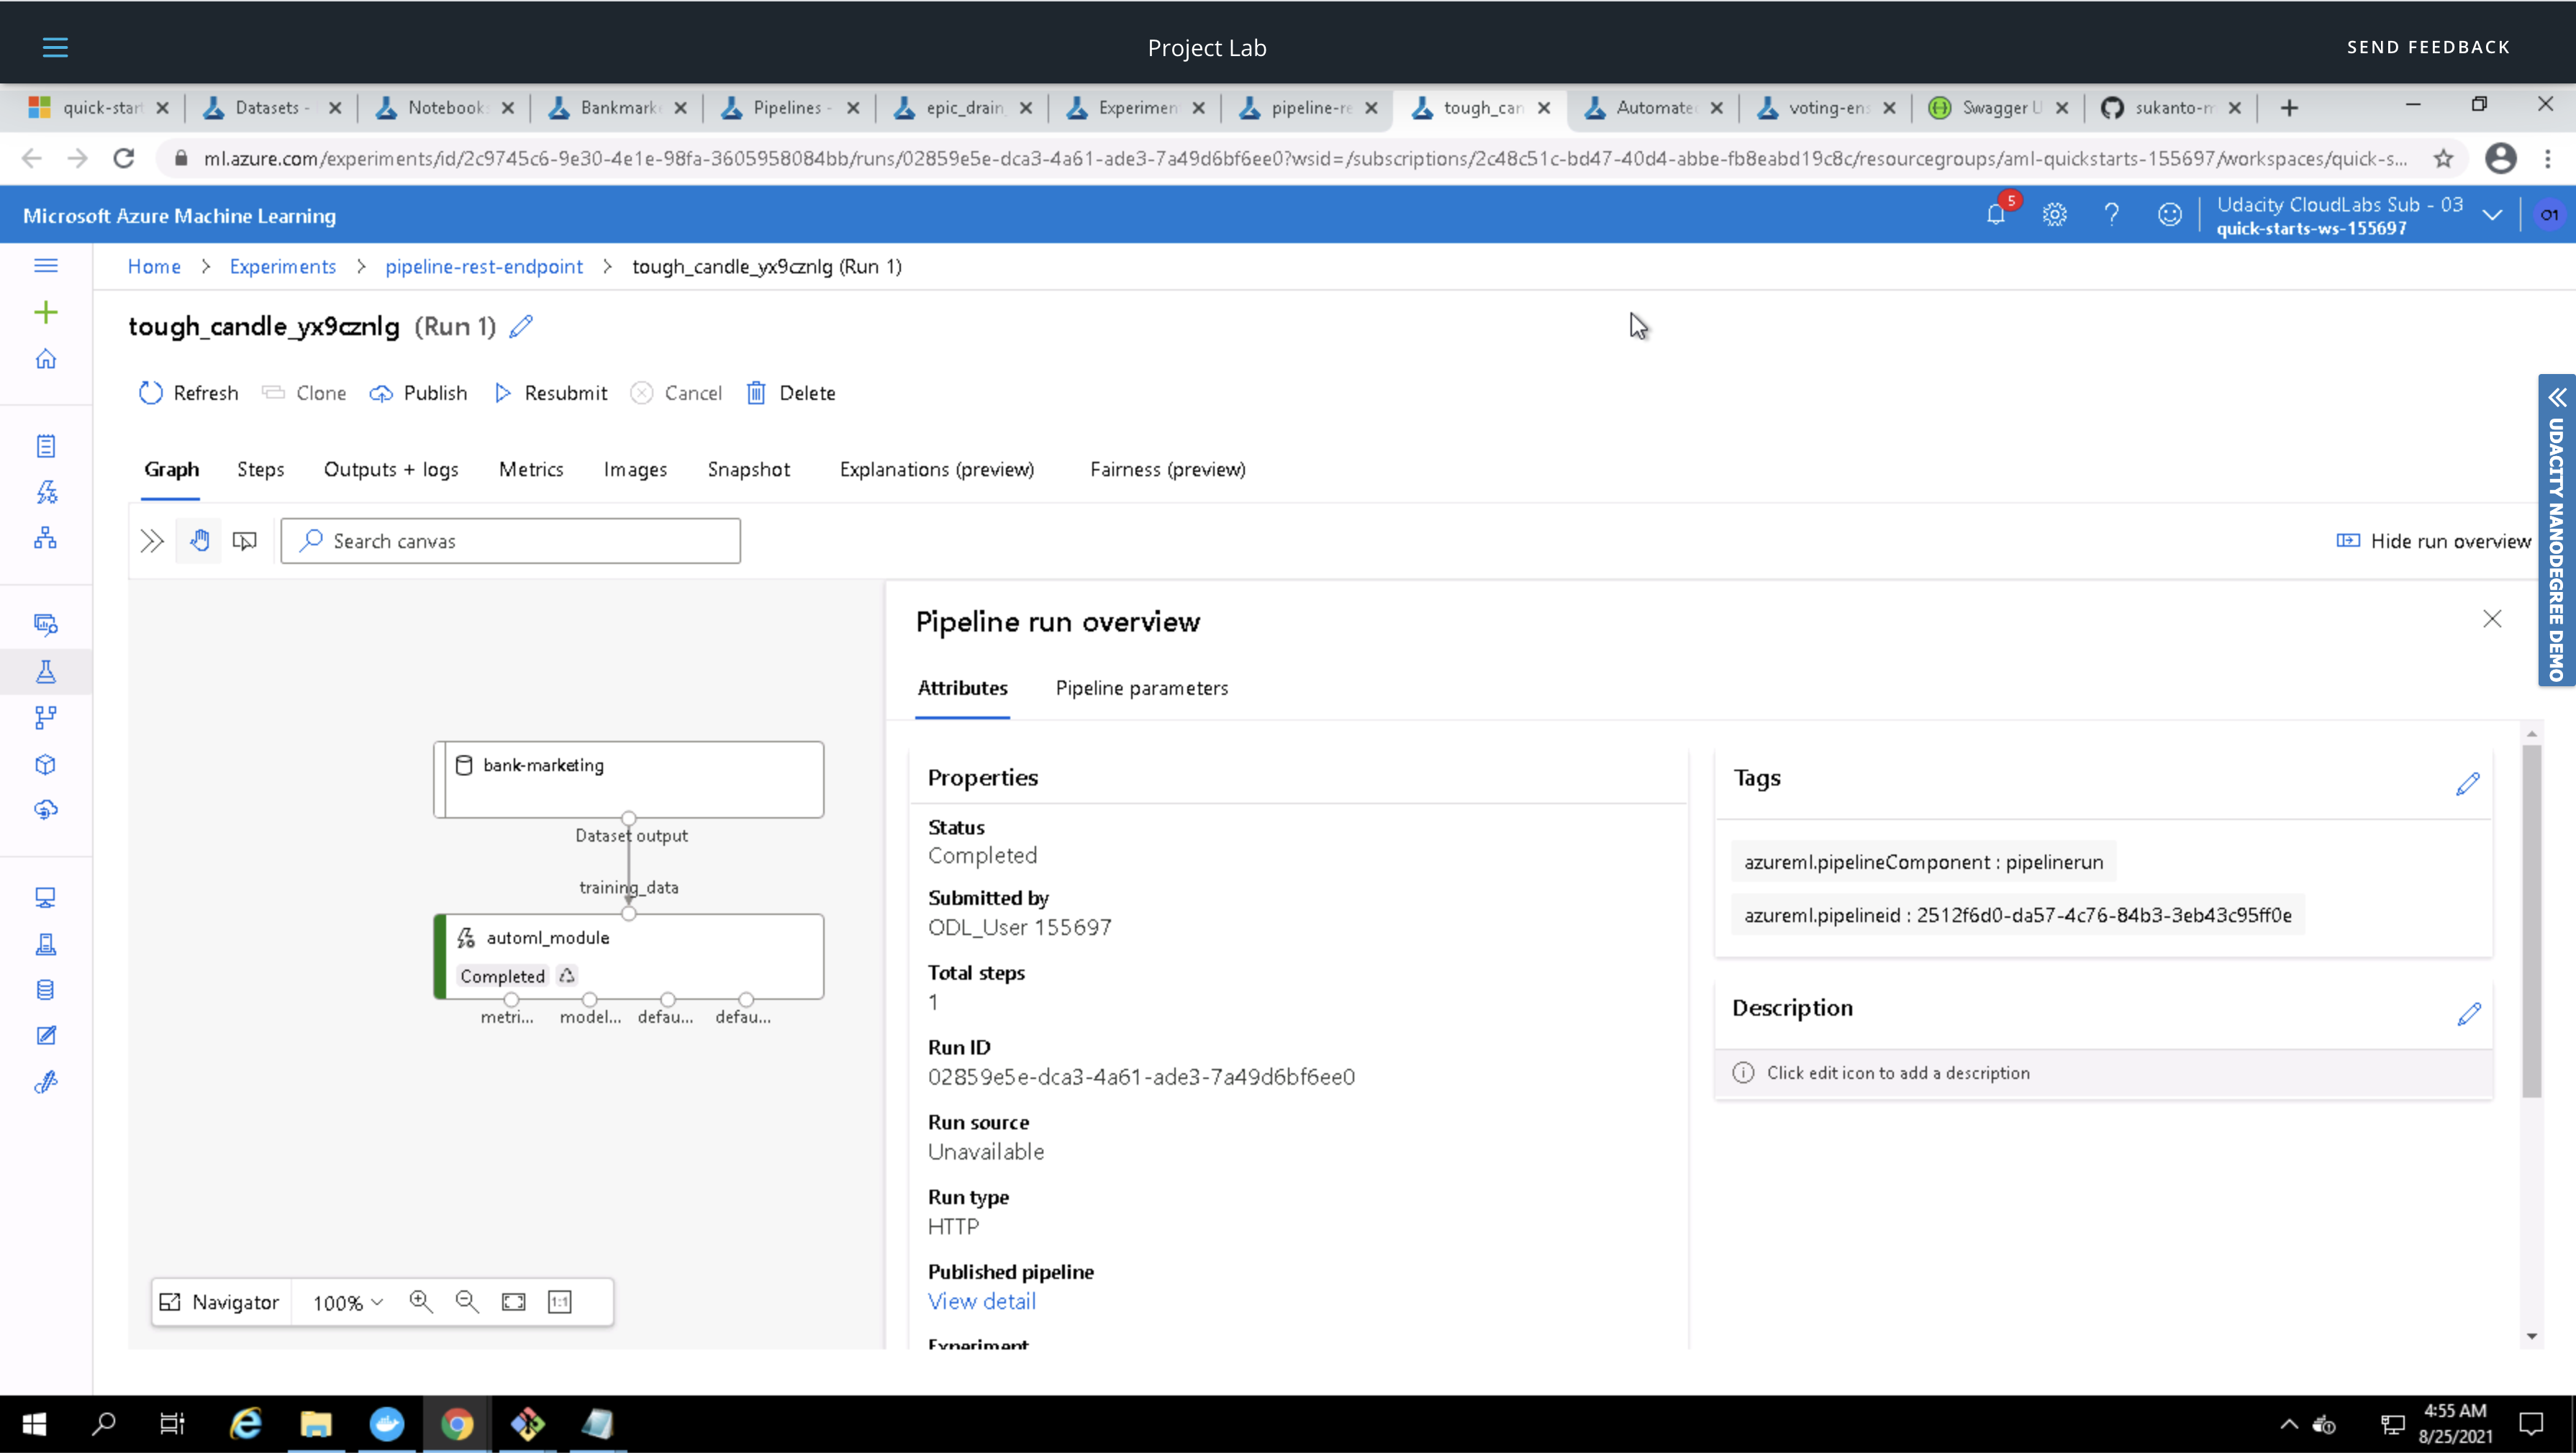 Project Lab
SEND FEEDBACK
quick-start
Datasets -
Notebook
Bankmark
Pipelines -
epic_drain
Experimen
pipeline-re
tough_can
Automate
voting-en
Swagger U
sukanto-m
ml.azure.com/experiments/id/2c9745c6-9e30-4e1e-98fa-3605958084bb/runs/02859e5e-dca3-4a61-ade3-7a49d6bf6ee0?wsid=/subscriptions/2c48c51c-bd47-40d4-abbe-fb8eabd19c8c/resourcegroups/aml-quickstarts-155697/workspaces/quick-s...
Microsoft Azure Machine Learning
5
Udacity CloudLabs Sub - 03
quick-starts-ws-155697
O1
Home > Experiments > pipeline-rest-endpoint > tough_candle_yx9cznlg (Run 1)
tough_candle_yx9cznlg (Run 1)
Refresh Clone Publish Resubmit Cancel Delete
Graph Steps Outputs + logs Metrics Images Snapshot Explanations (preview) Fairness (preview)
Search canvas
Hide run overview
UDACITY NANODEGREE DEMO
bank-marketing
Dataset output
training_data
automl_module
Completed
metri... model... defau... defau...
Navigator 100% 1:1
Pipeline run overview
Attributes Pipeline parameters
Properties
Status
Completed
Submitted by
ODL_User 155697
Total steps
1
Run ID
02859e5e-dca3-4a61-ade3-7a49d6bf6ee0
Run source
Unavailable
Run type
HTTP
Published pipeline
View detail
Experiment
Tags
azureml.pipelineComponent : pipelinerun
azureml.pipelineid : 2512f6d0-da57-4c76-84b3-3eb43c95ff0e
Description
Click edit icon to add a description
4:55 AM
8/25/2021